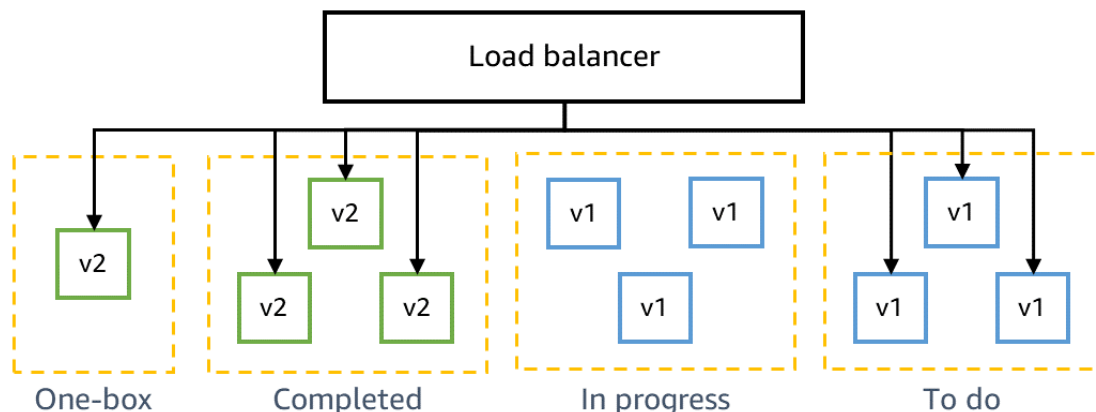 Load balancer
v2
v2
v2
v2
v1
v1
v1
v1
v1
v1
One-box
Completed
In progress
To do